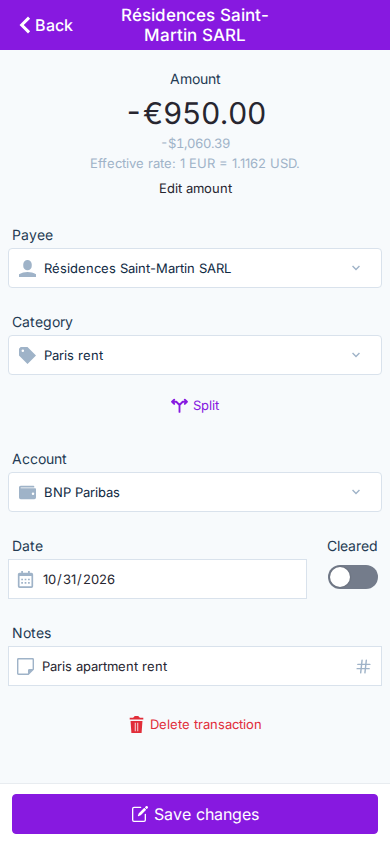 Back
Résidences Saint-
Martin SARL
Amount
-€950.00
-$1,060.39
Effective rate: 1 EUR = 1.1162 USD.
Edit amount
Payee
Résidences Saint-Martin SARL
Category
Paris rent
Split
Account
BNP Paribas
Date
Cleared
10/31/2026
Notes
Paris apartment rent
#
Delete transaction
Save changes